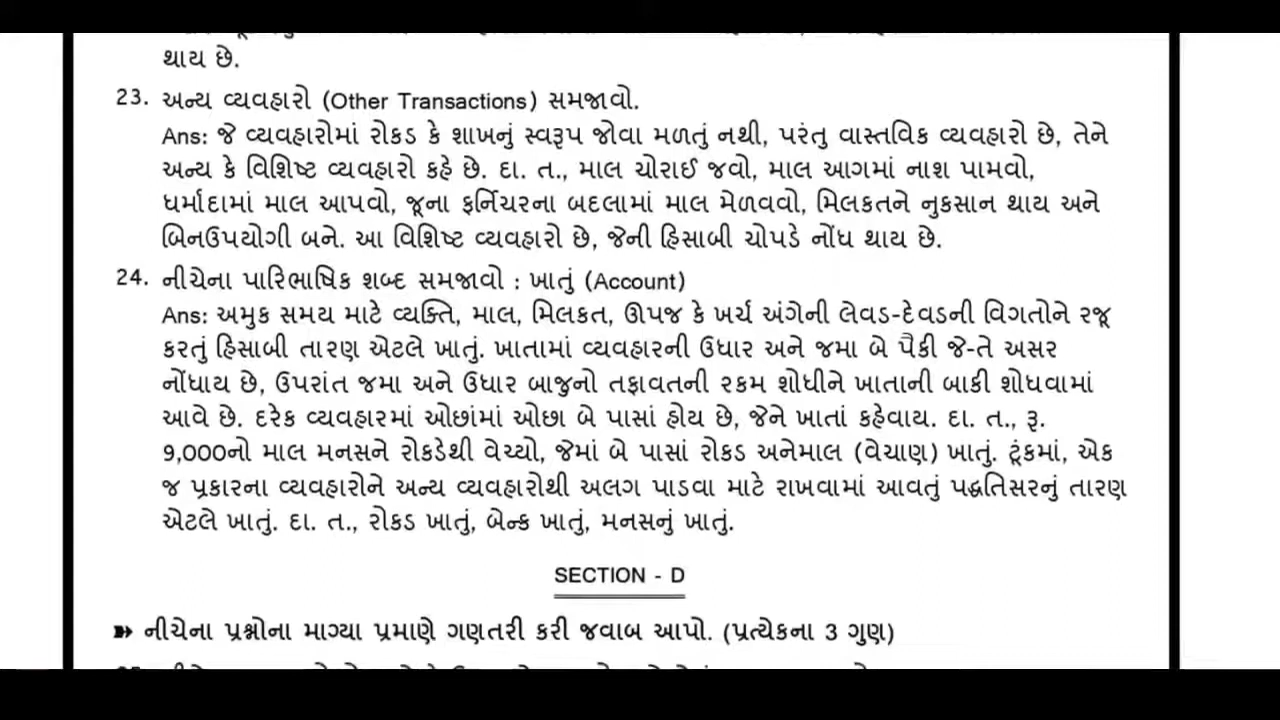 થાય છે.
23. અન્ય વ્યવહારો (Other Transactions) સમજાવો.
Ans: જે વ્યવહારોમાં રોકડ કે શાખનું સ્વરૂપ જોવા મળતું નથી, પરંતુ વાસ્તવિક વ્યવહારો છે, તેને
અન્ય કે વિશિષ્ટ વ્યવહારો કહે છે. દા. ત., માલ ચોરાઈ જવો, માલ આગમાં નાશ પામવો,
ધર્માદામાં માલ આપવો, જૂના ફર્નિચરના બદલામાં માલ મેળવવો, મિલકતને નુકસાન થાય અને
બિનઉપયોગી બને. આ વિશિષ્ટ વ્યવહારો છે, જેની હિસાબી ચોપડે નોંધ થાય છે.
24. નીચેના પારિભાષિક શબ્દ સમજાવો : ખાતું (Account)
Ans: અમુક સમય માટે વ્યક્તિ, માલ, મિલકત, ઊપજ કે ખર્ચ અંગેની લેવડ-દેવડની વિગતોને રજૂ
કરતું હિસાબી તારણ એટલે ખાતું. ખાતામાં વ્યવહારની ઉધાર અને જમા બે પૈકી જે-તે અસર
નોંધાય છે, ઉપરાંત જમા અને ઉધાર બાજુનો તફાવતની રકમ શોધીને ખાતાની બાકી શોધવામાં
આવે છે. દરેક વ્યવહારમાં ઓછાંમાં ઓછા બે પાસાં હોય છે, જેને ખાતાં કહેવાય. દા. ત., રૂ.
9,000નો માલ મનસને રોકડેથી વેચ્યો, જેમાં બે પાસાં રોકડ અનેમાલ (વેચાણ) ખાતું. ટૂંકમાં, એક
જ પ્રકારના વ્યવહારોને અન્ય વ્યવહારોથી અલગ પાડવા માટે રાખવામાં આવતું પદ્ધતિસરનું તારણ
એટલે ખાતું. દા. ત., રોકડ ખાતું, બેન્ક ખાતું, મનસનું ખાતું.
SECTION - D
➽ નીચેના પ્રશ્નોના માગ્યા પ્રમાણે ગણતરી કરી જવાબ આપો. (પ્રત્યેકના 3 ગુણ)